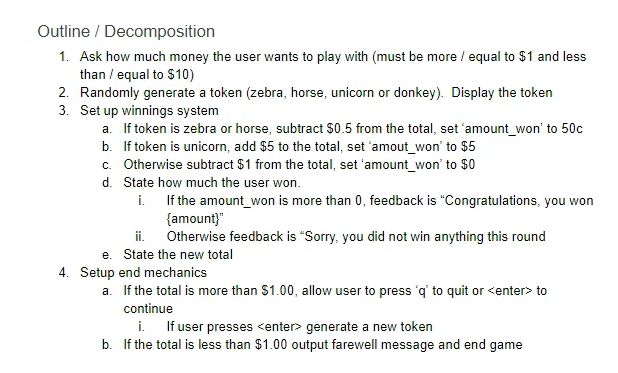 Outline / Decomposition
1. Ask how much money the user wants to play with (must be more / equal to $1 and less
than / equal to $10)
2. Randomly generate a token (zebra, horse, unicorn or donkey). Display the token
3. Set up winnings system
a. If token is zebra or horse, subtract $0.5 from the total, set 'amount_won' to 50c
b. If token is unicorn, add $5 to the total, set 'amout_won' to $5
c. Otherwise subtract $1 from the total, set 'amount_won' to $0
d. State how much the user won.
i. If the amount_won is more than 0, feedback is “Congratulations, you won
{amount}”
ii. Otherwise feedback is “Sorry, you did not win anything this round
e. State the new total
4. Setup end mechanics
a. If the total is more than $1.00, allow user to press 'q' to quit or <enter> to
continue
i. If user presses <enter> generate a new token
b. If the total is less than $1.00 output farewell message and end game